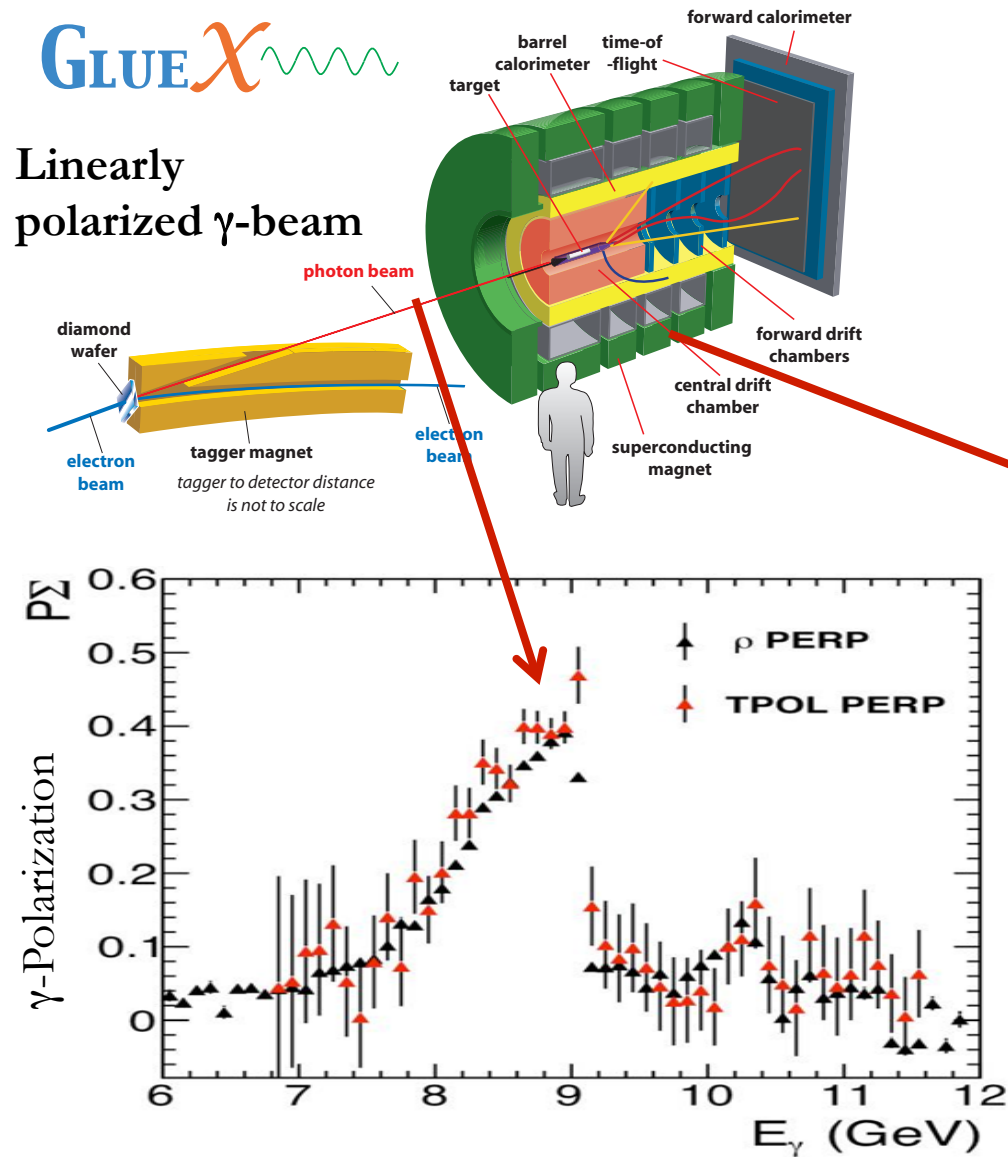 GLUEX
Linearly
polarized γ-beam
forward calorimeter
barrel
calorimeter
time-of
-flight
target
photon beam
diamond
wafer
forward drift
chambers
central drift
chamber
superconducting
magnet
electron
beam
tagger magnet
electron
beam
tagger to detector distance
is not to scale
PΣ
γ-Polarization
0.6
0.5
0.4
0.3
0.2
0.1
0
ρ PERP
TPOL PERP
6 7 8 9 10 11 12
Eγ (GeV)